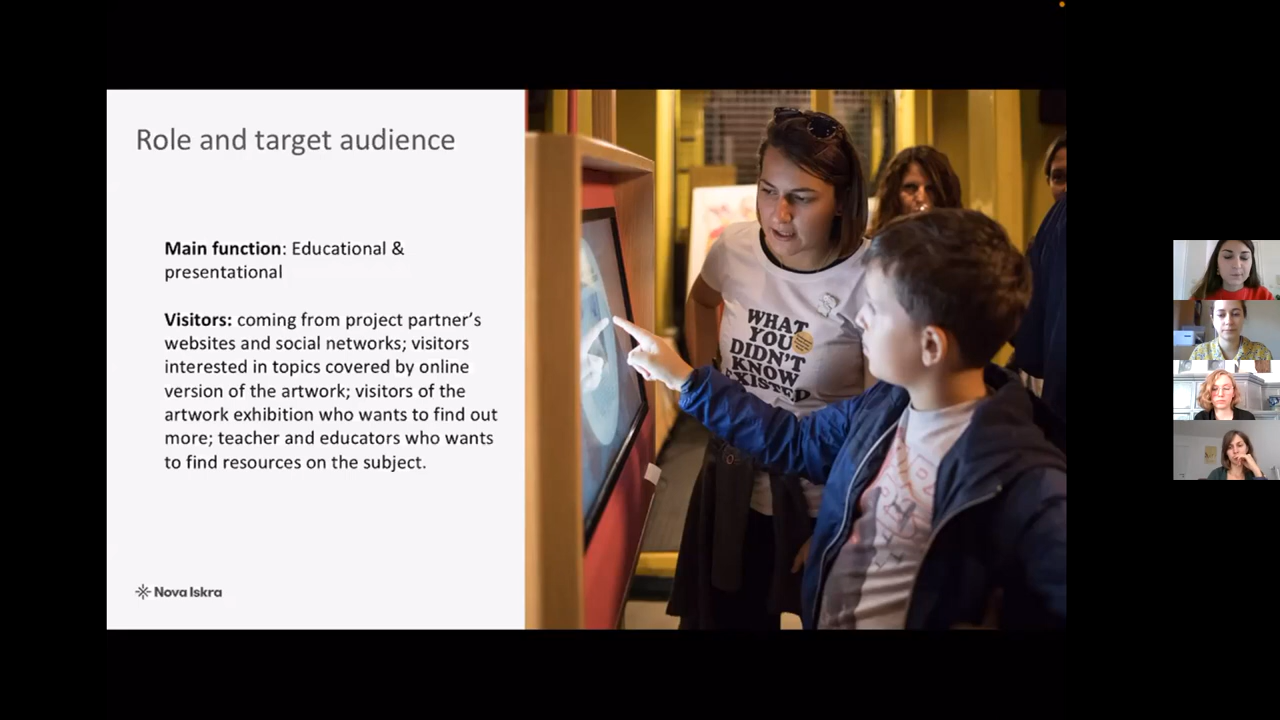 Role and target audience
Main function: Educational &
presentational
Visitors: coming from project partner's
websites and social networks; visitors
interested in topics covered by online
version of the artwork; visitors of the
artwork exhibition who wants to find out
more; teacher and educators who wants
to find resources on the subject.
Nova Iskra
WHAT
YOU
DIDN'T
KNOW
EXISTED